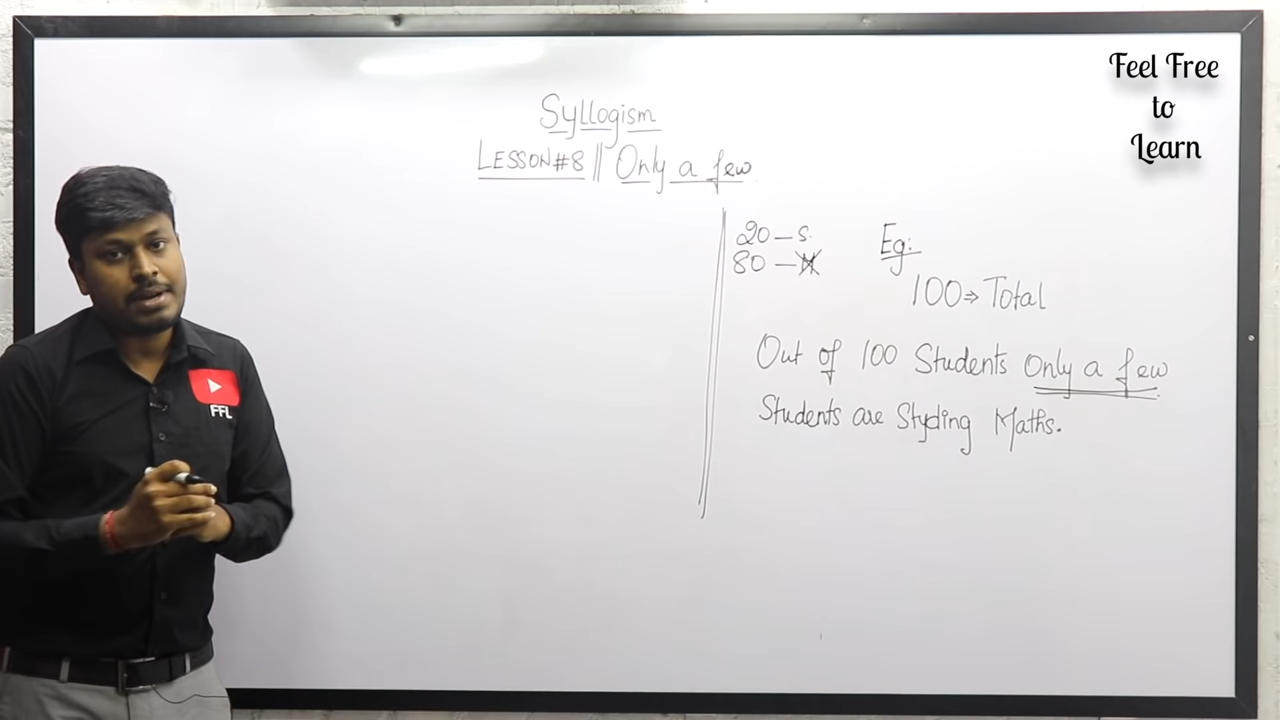 Feel Free
to
Learn
Syllogism
LESSON#8 || Only a few
20 – S.
80 – M
Eg:
100 ⇒ Total
Out of 100 Students Only a few
Students are Styding Maths.
FFL